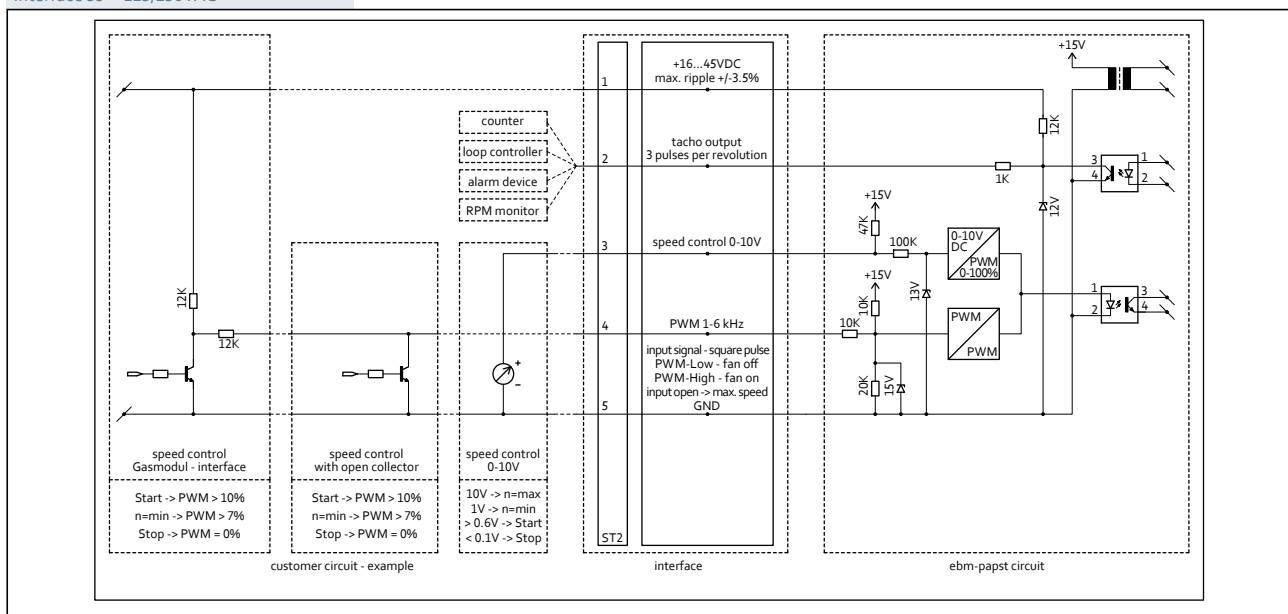 +16...45VDC
max. ripple +/-3.5%
1
+15V
12K
counter
loop controller
alarm device
RPM monitor
2
tacho output
3 pulses per revolution
1K
3
4
1
2
12V
+15V
47K
3
speed control 0-10V
100K
0-10V
DC
PWM
0-100%
13V
+15V
10K
12K
12K
4
PWM 1-6 kHz
10K
PWM
PWM
1
2
3
4
input signal - square pulse
PWM-Low - fan off
PWM-High - fan on
input open -> max. speed
GND
+
−
20K
15V
5
speed control
Gasmodul - interface
Start -> PWM > 10%
n=min -> PWM > 7%
Stop -> PWM = 0%
speed control
with open collector
Start -> PWM > 10%
n=min -> PWM > 7%
Stop -> PWM = 0%
speed control
0-10V
10V -> n=max
1V -> n=min
> 0.6V -> Start
< 0.1V -> Stop
ST2
customer circuit - example
interface
ebm-papst circuit